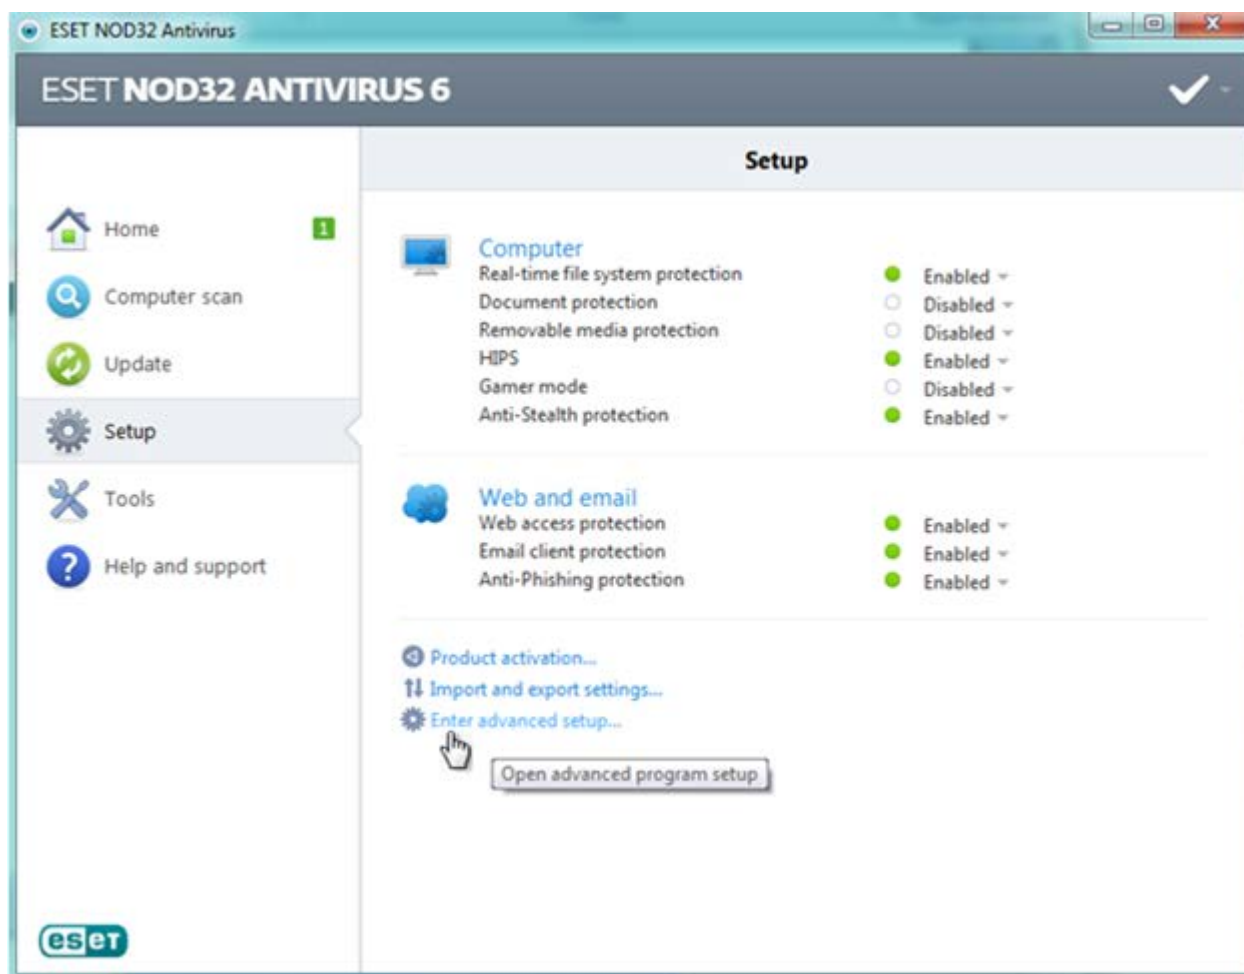 ESET NOD32 Antivirus
ESET NOD32 ANTIVIRUS 6
Setup
Home 1
Computer scan
Update
Setup
Tools
Help and support
Computer
Real-time file system protection Enabled
Document protection Disabled
Removable media protection Disabled
HIPS Enabled
Gamer mode Disabled
Anti-Stealth protection Enabled
Web and email
Web access protection Enabled
Email client protection Enabled
Anti-Phishing protection Enabled
Product activation...
Import and export settings...
Enter advanced setup...
Open advanced program setup
eseT